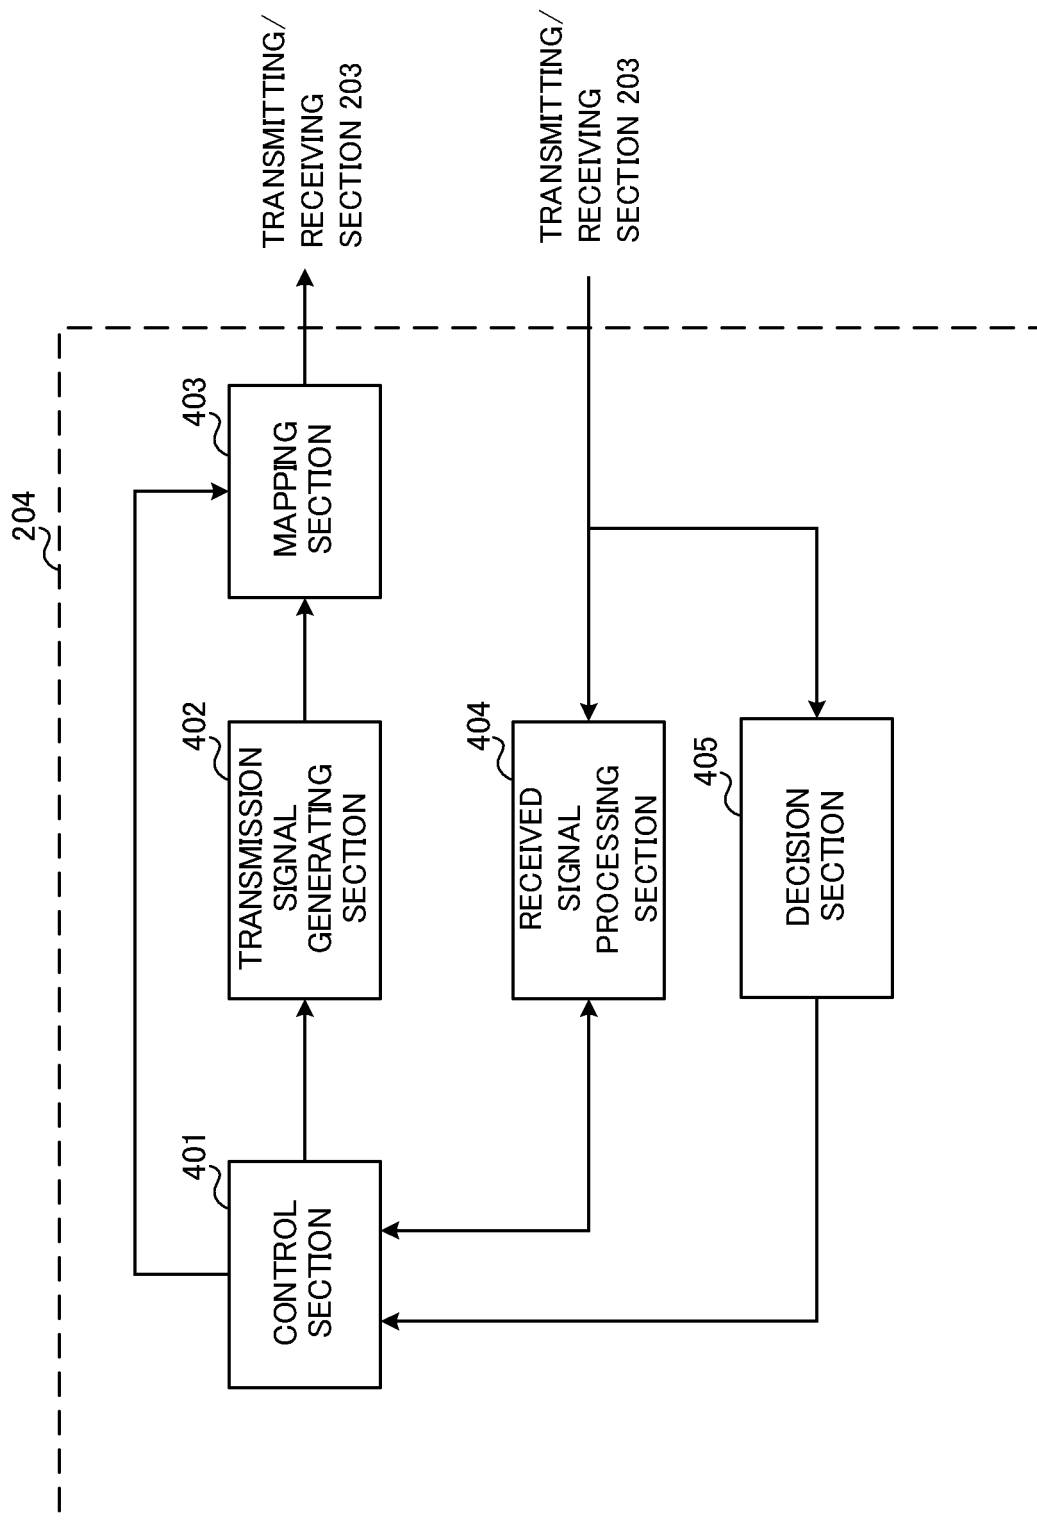 204
401
CONTROL
SECTION
402
TRANSMISSION
SIGNAL
GENERATING
SECTION
403
MAPPING
SECTION
TRANSMITTING/
RECEIVING
SECTION 203
404
RECEIVED
SIGNAL
PROCESSING
SECTION
TRANSMITTING/
RECEIVING
SECTION 203
405
DECISION
SECTION